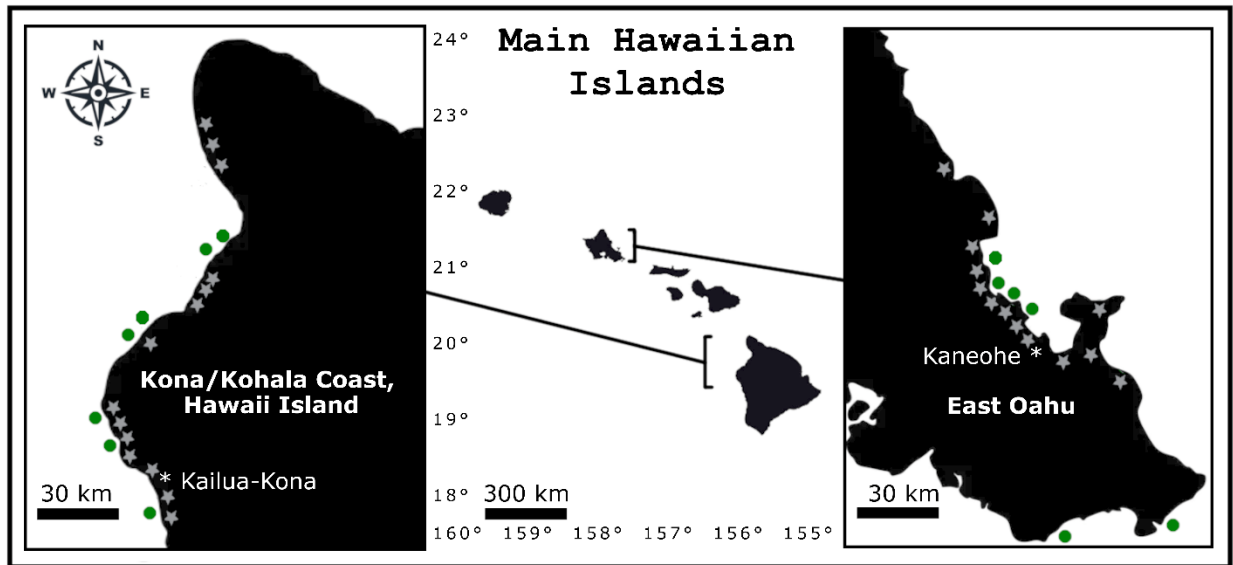 Main Hawaiian
Islands
N
W E
S
Kona/Kohala Coast,
Hawaii Island
* Kailua-Kona
30 km
24°
23°
22°
21°
20°
19°
18°
300 km
160° 159° 158° 157° 156° 155°
Kaneohe *
East Oahu
30 km